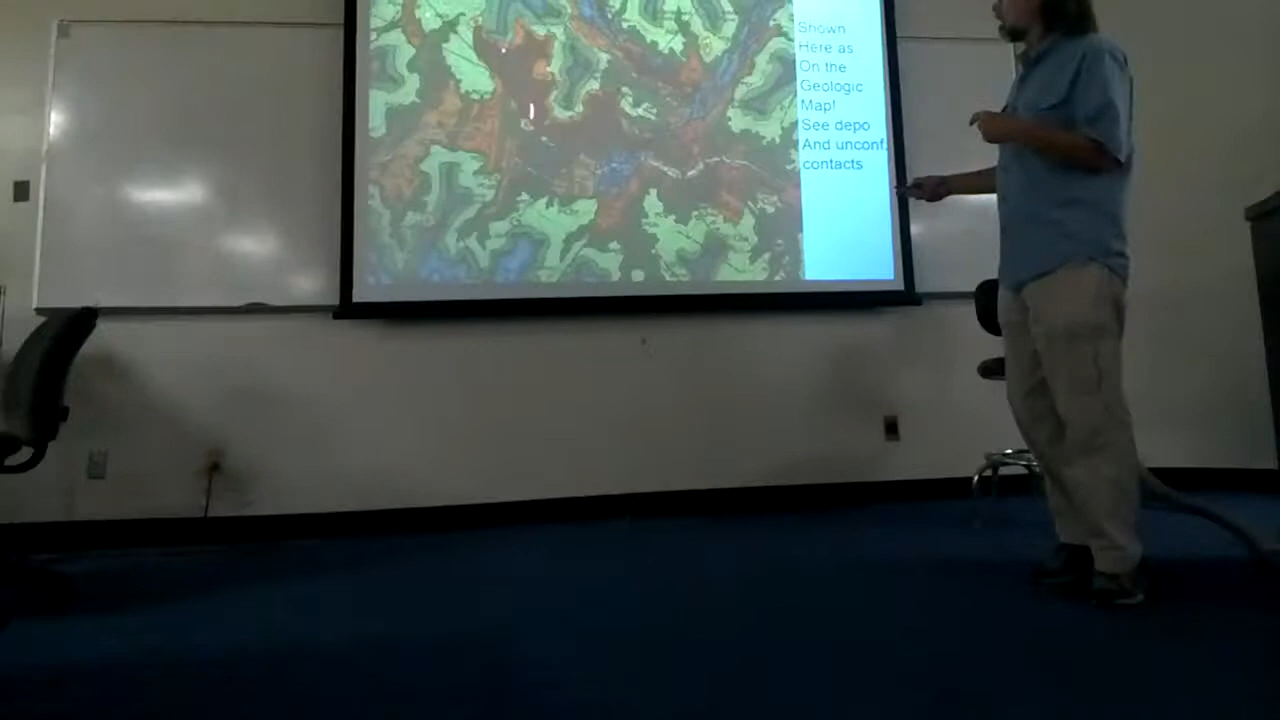 Shown
Here as
On the
Geologic
Map!
See depo
And unconf.
contacts